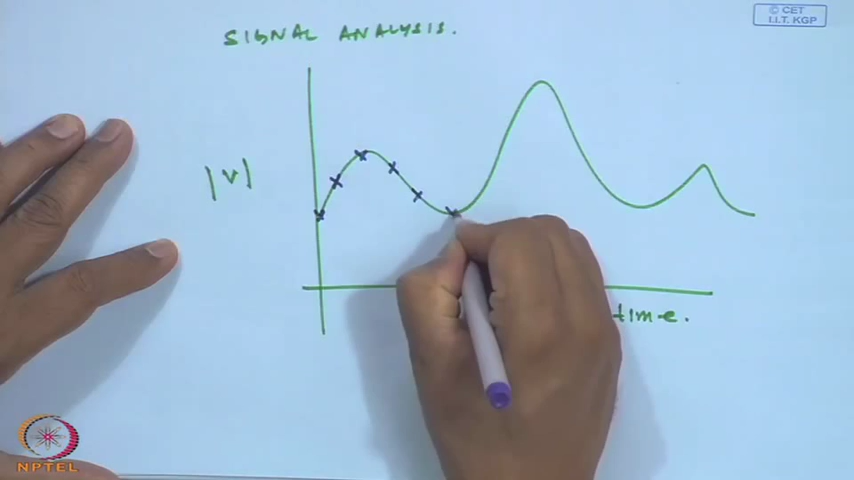 © CET
I.I.T. KGP
SIGNAL ANALYSIS.
|v|
time.
NPTEL